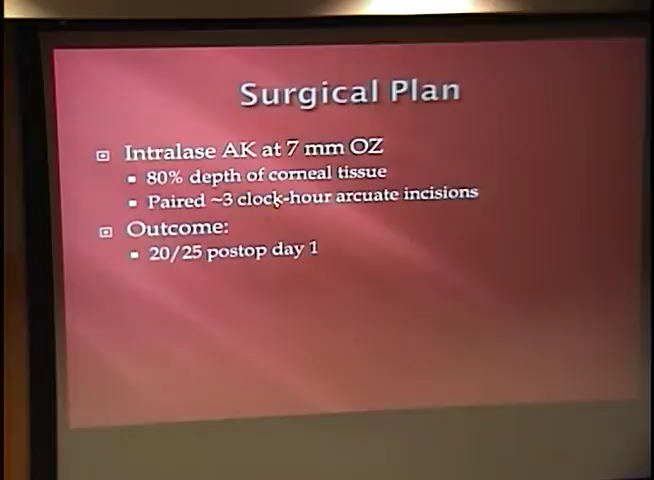 Surgical Plan
Intralase AK at 7 mm OZ
80% depth of corneal tissue
Paired ~3 clock-hour arcuate incisions
Outcome:
20/25 postop day 1